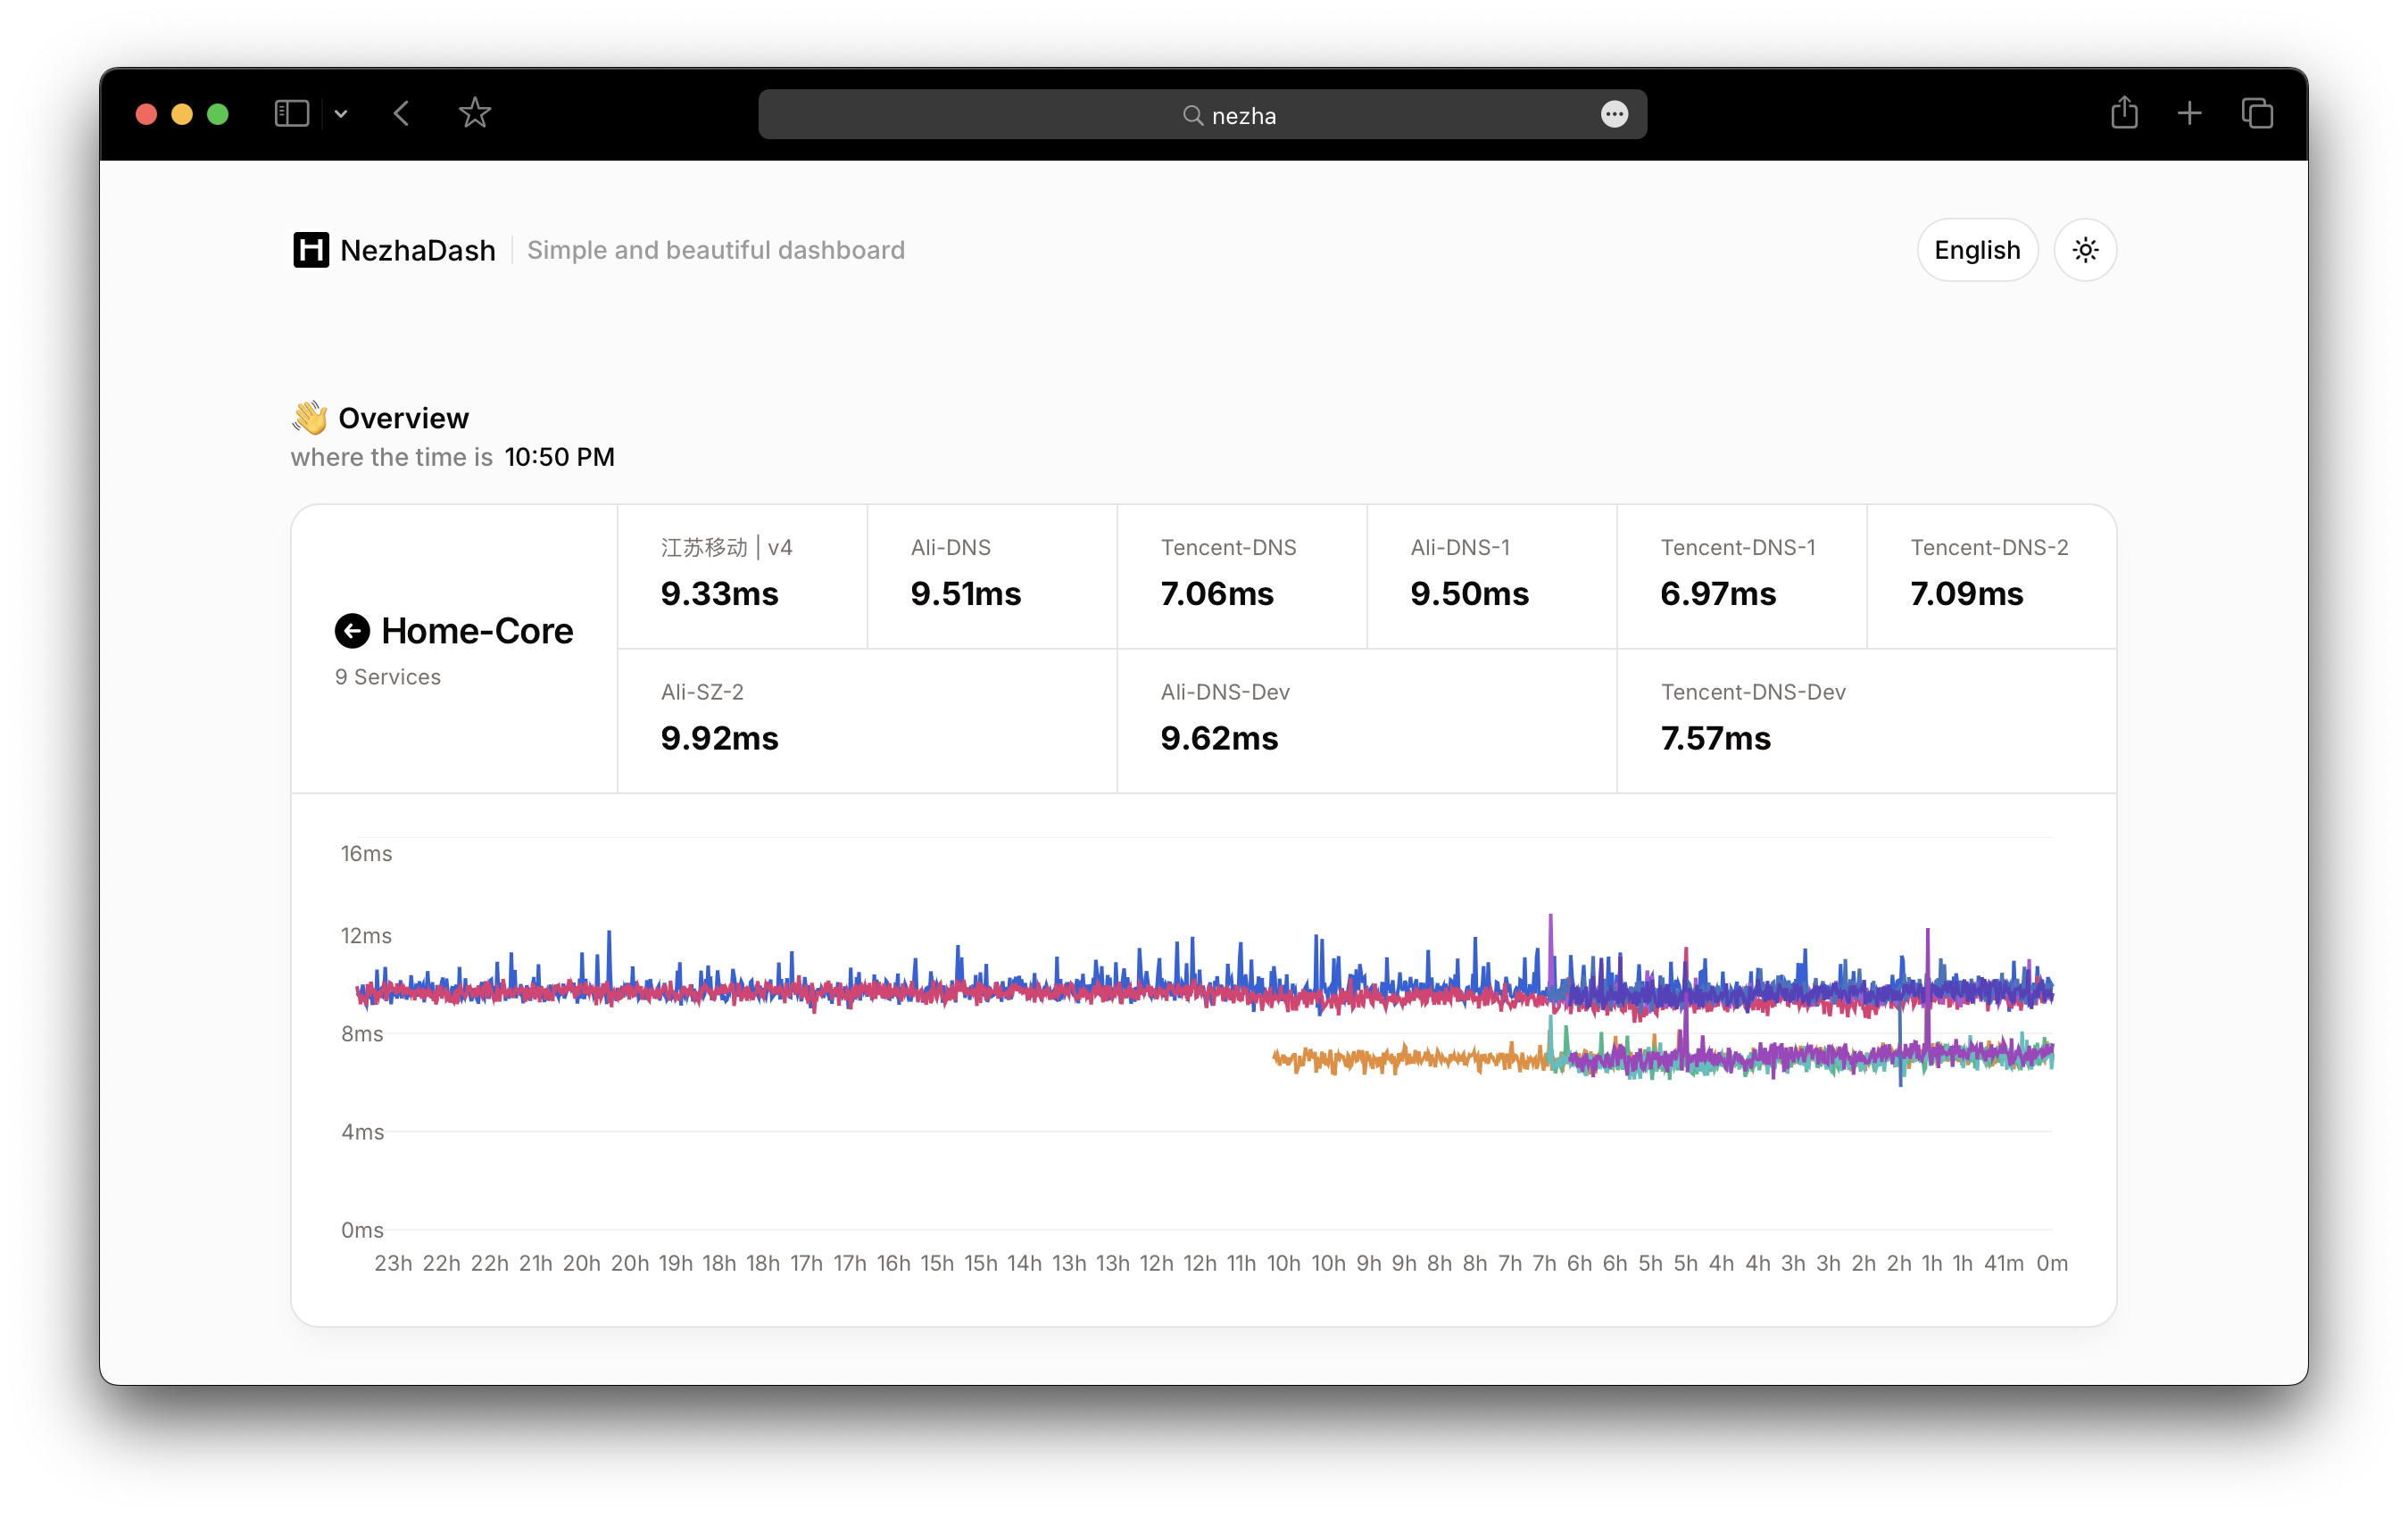 nezha
NezhaDash
Simple and beautiful dashboard
English
👋 Overview
where the time is 10:50 PM
Home-Core
9 Services
江苏移动 | v4
9.33ms
Ali-DNS
9.51ms
Tencent-DNS
7.06ms
Ali-DNS-1
9.50ms
Tencent-DNS-1
6.97ms
Tencent-DNS-2
7.09ms
Ali-SZ-2
9.92ms
Ali-DNS-Dev
9.62ms
Tencent-DNS-Dev
7.57ms
16ms
12ms
8ms
4ms
0ms
23h 22h 22h 21h 20h 20h 19h 18h 18h 17h 17h 16h 15h 15h 14h 13h 13h 12h 12h 11h 10h 10h 9h 9h 8h 8h 7h 7h 6h 6h 5h 5h 4h 4h 3h 3h 2h 2h 1h 1h 41m 0m